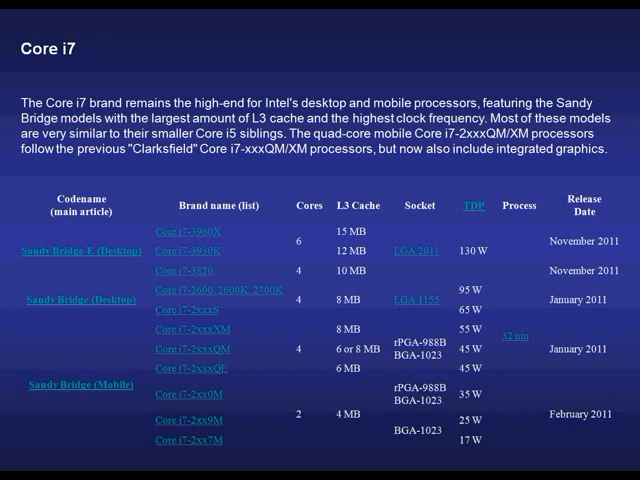 Core i7
The Core i7 brand remains the high-end for Intel's desktop and mobile processors, featuring the Sandy
Bridge models with the largest amount of L3 cache and the highest clock frequency. Most of these models
are very similar to their smaller Core i5 siblings. The quad-core mobile Core i7-2xxxQM/XM processors
follow the previous "Clarksfield" Core i7-xxxQM/XM processors, but now also include integrated graphics.
Codename (main article) Brand name (list) Cores L3 Cache Socket TDP Process Release Date
Sandy Bridge-E (Desktop) Core i7-3960X 6 15 MB LGA 2011 130 W 32 nm November 2011
Core i7-3930K 12 MB
Core i7-3820 4 10 MB November 2011
Sandy Bridge (Desktop) Core i7-2600, 2600K, 2700K 4 8 MB LGA 1155 95 W January 2011
Core i7-2xxxS 65 W
Sandy Bridge (Mobile) Core i7-2xxxXM 4 8 MB rPGA-988B BGA-1023 55 W January 2011
Core i7-2xxxQM 6 or 8 MB 45 W
Core i7-2xxxQE 6 MB 45 W
Core i7-2xx0M 2 4 MB rPGA-988B BGA-1023 35 W February 2011
Core i7-2xx9M BGA-1023 25 W
Core i7-2xx7M 17 W